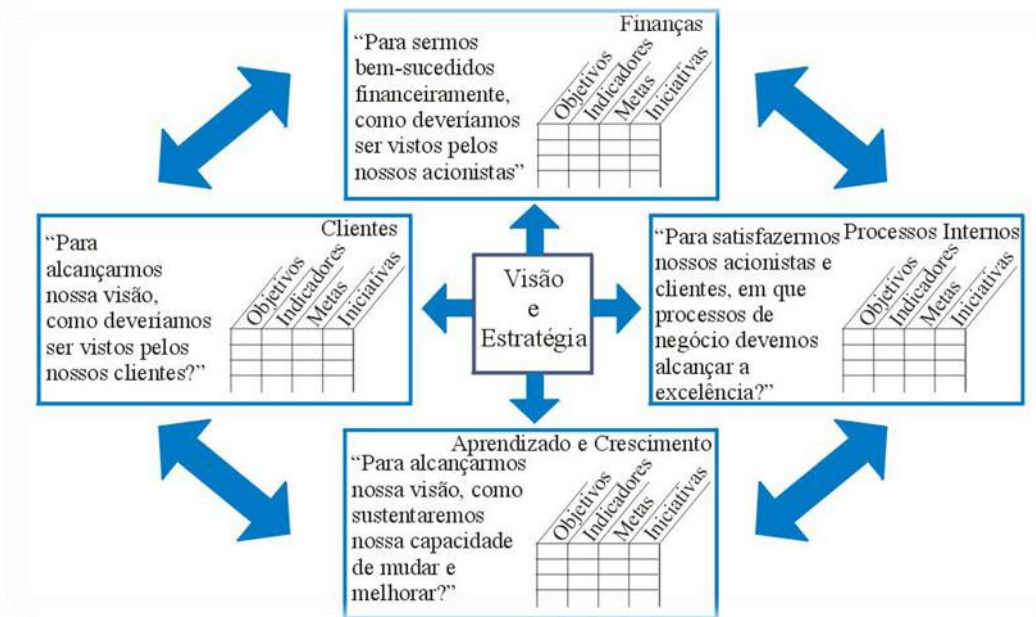 Finanças
“Para sermos
bem-sucedidos
financeiramente,
como deveríamos
ser vistos pelos
nossos acionistas”
Objetivos
Indicadores
Metas
Iniciativas
Clientes
“Para
alcançarmos
nossa visão,
como deveríamos
ser vistos pelos
nossos clientes?”
Objetivos
Indicadores
Metas
Iniciativas
Visão
e
Estratégia
Processos Internos
“Para satisfazermos
nossos acionistas e
clientes, em que
processos de
negócio devemos
alcançar a
excelência?”
Objetivos
Indicadores
Metas
Iniciativas
Aprendizado e Crescimento
“Para alcançarmos
nossa visão, como
sustentaremos
nossa capacidade
de mudar e
melhorar?”
Objetivos
Indicadores
Metas
Iniciativas